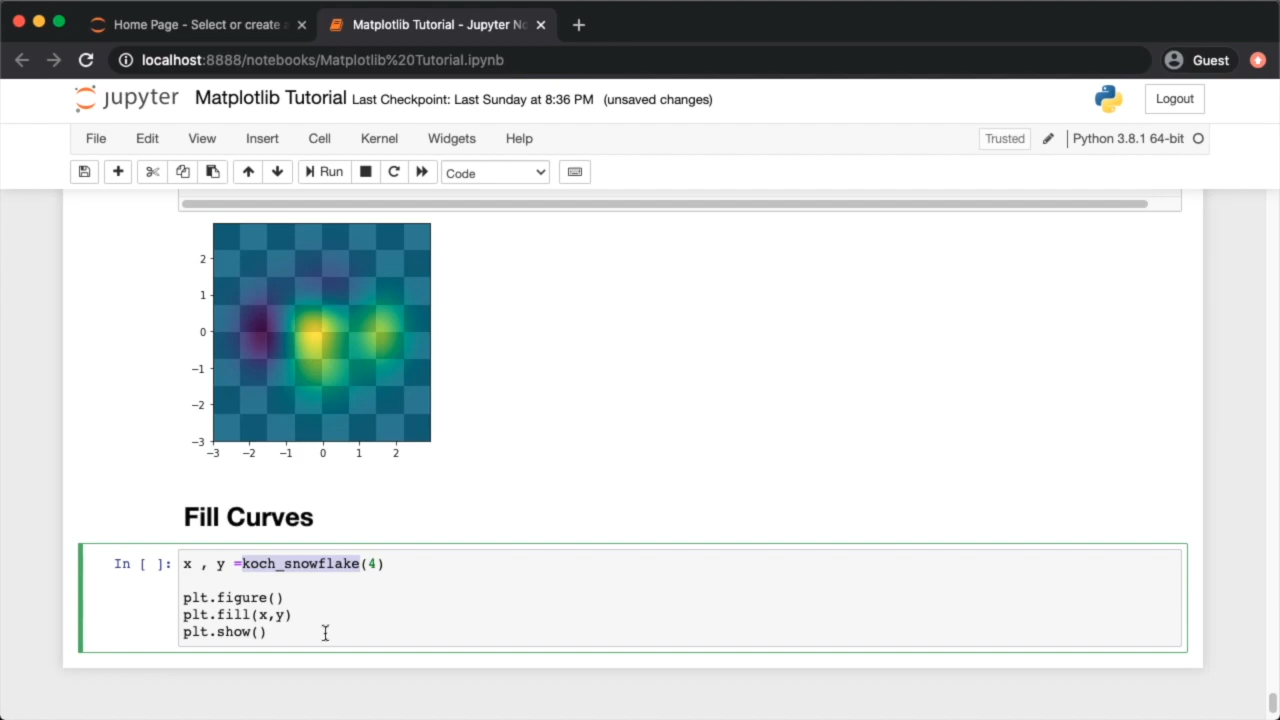 Home Page - Select or create a
Matplotlib Tutorial - Jupyter No
localhost:8888/notebooks/Matplotlib%20Tutorial.ipynb
Guest
jupyter Matplotlib Tutorial Last Checkpoint: Last Sunday at 8:36 PM (unsaved changes)
Logout
File Edit View Insert Cell Kernel Widgets Help
Trusted
Python 3.8.1 64-bit
Run
Code
2
1
0
−1
−2
−3
−3 −2 −1 0 1 2
Fill Curves
In [ ]: x , y =koch_snowflake(4)
plt.figure()
plt.fill(x,y)
plt.show()